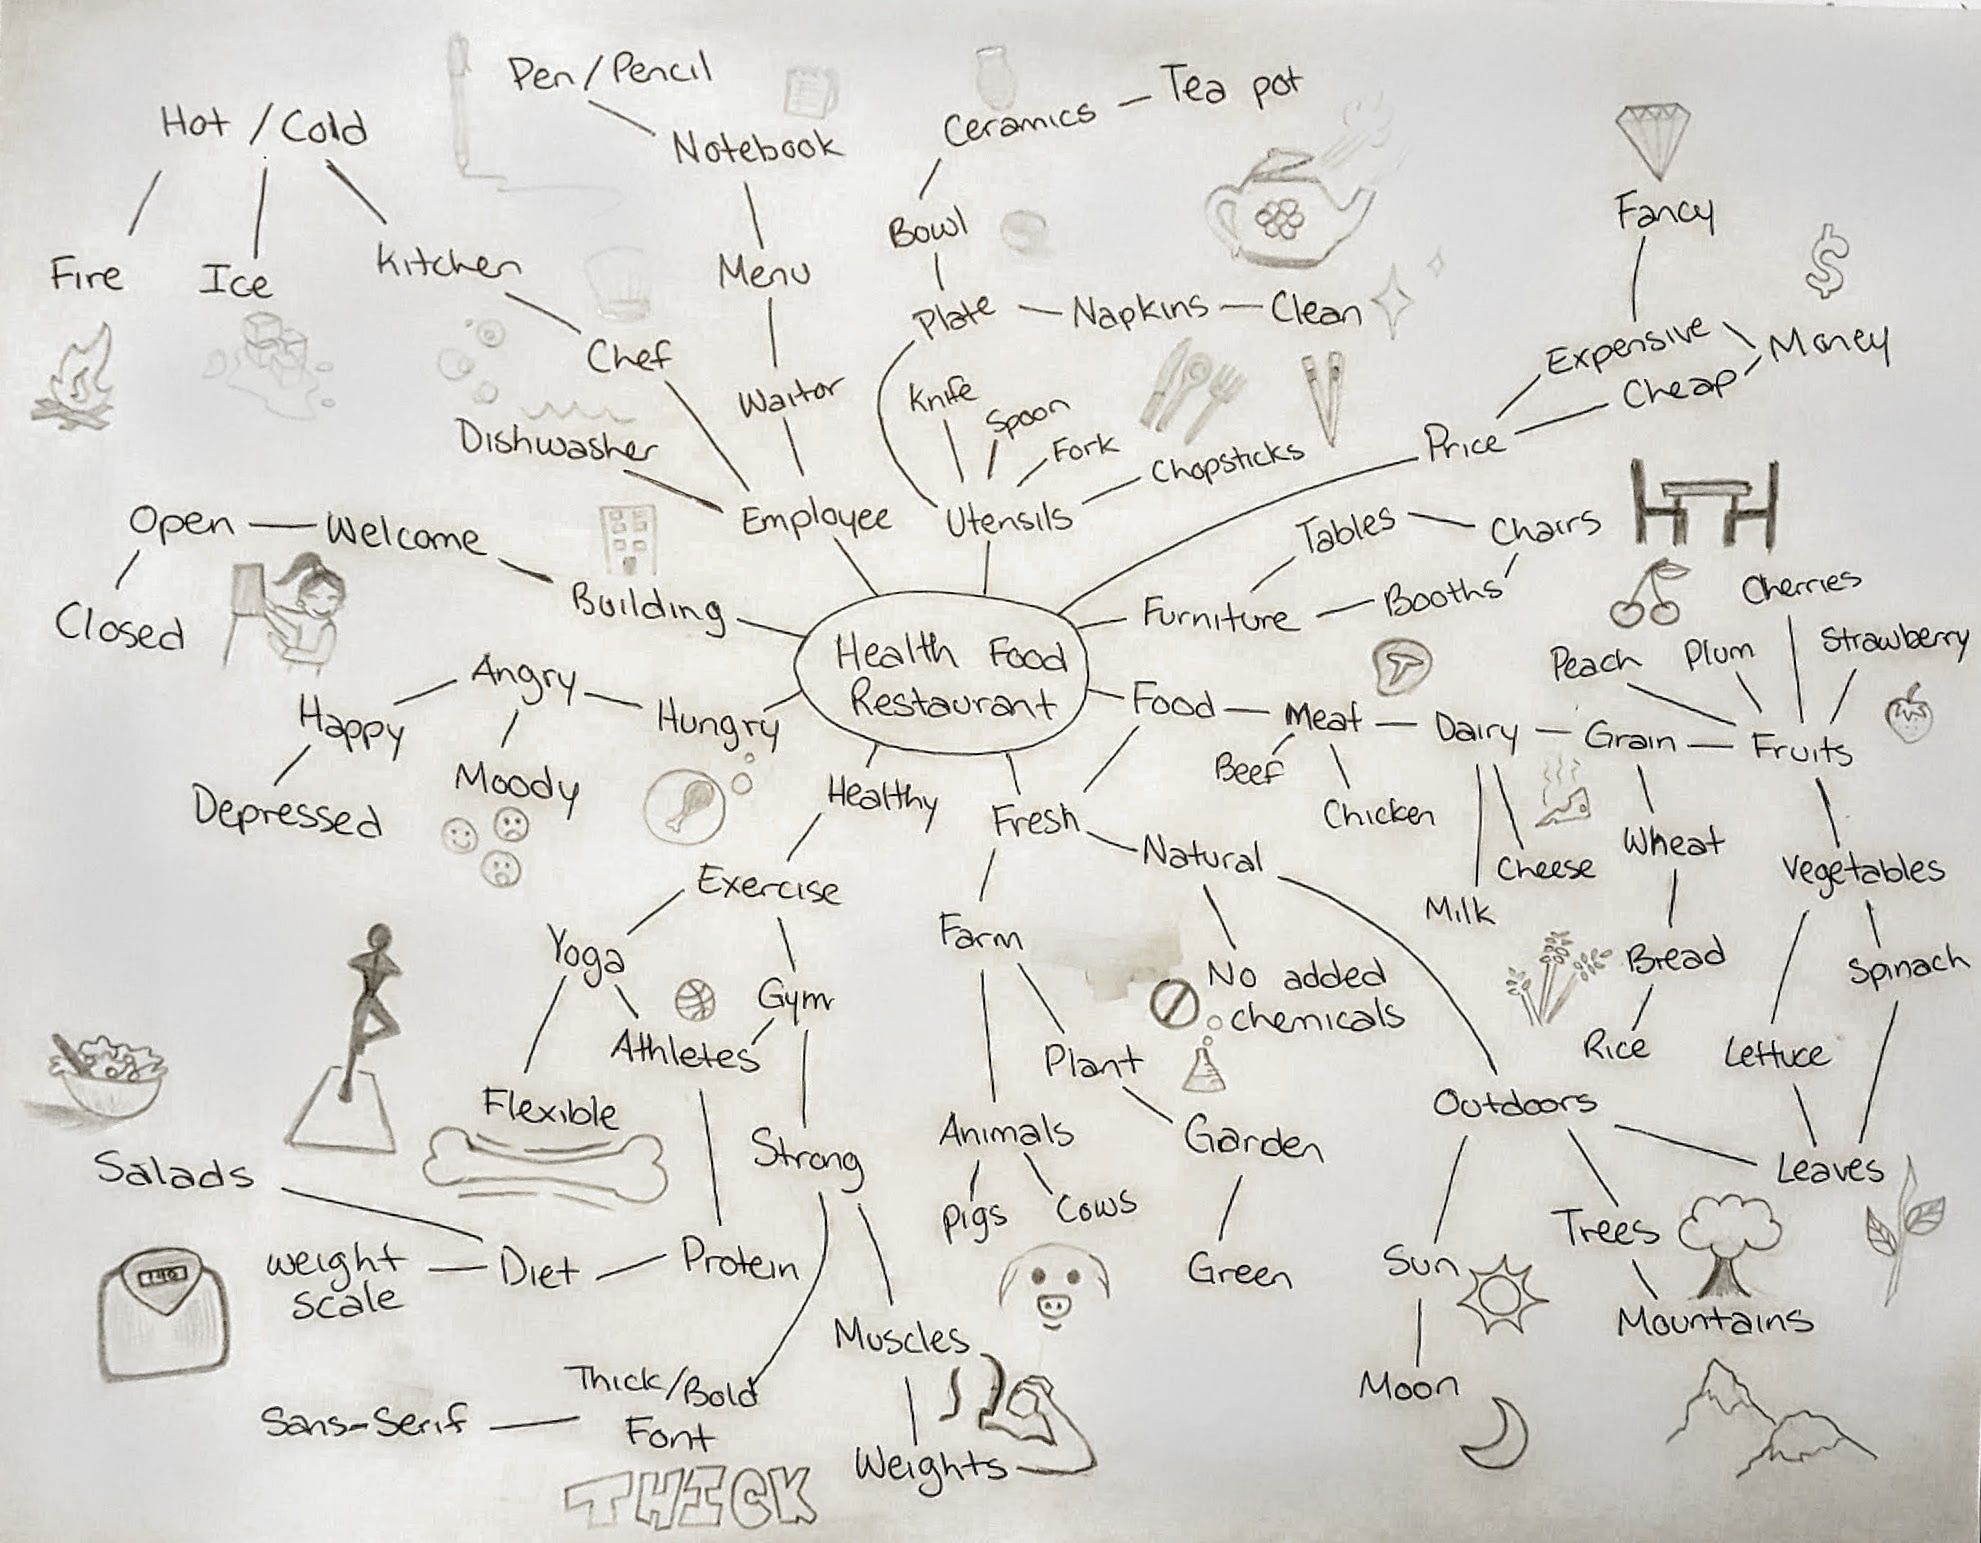 Pen/Pencil
Tea pot
Hot / Cold
Ceramics
Notebook
Fancy
Bowl
Fire
Ice
Kitchen
Menu
Plate
Napkins
Clean
Expensive
Money
Chef
Cheap
Waitor
Knife
Spoon
Dishwasher
Fork
Chopsticks
Price
Open
Welcome
Employee
Utensils
Tables
Chairs
Closed
Building
Furniture
Booths
Cherries
Health Food
Restaurant
Peach
Plum
Strawberry
Angry
Happy
Hungry
Food
Meat
Dairy
Grain
Fruits
Beef
Moody
Depressed
Healthy
Fresh
Chicken
Natural
Cheese
Wheat
Vegetables
Exercise
Milk
Yoga
Farm
Bread
Spinach
Gym
No added
chemicals
Athletes
Plant
Rice
Lettuce
Flexible
Outdoors
Strong
Animals
Garden
Leaves
Salads
Pigs
Cows
Trees
weight
scale
Diet
Protein
Green
Sun
140
Mountains
Muscles
Moon
Thick/Bold
Font
Sans-Serif
Weights
THICK